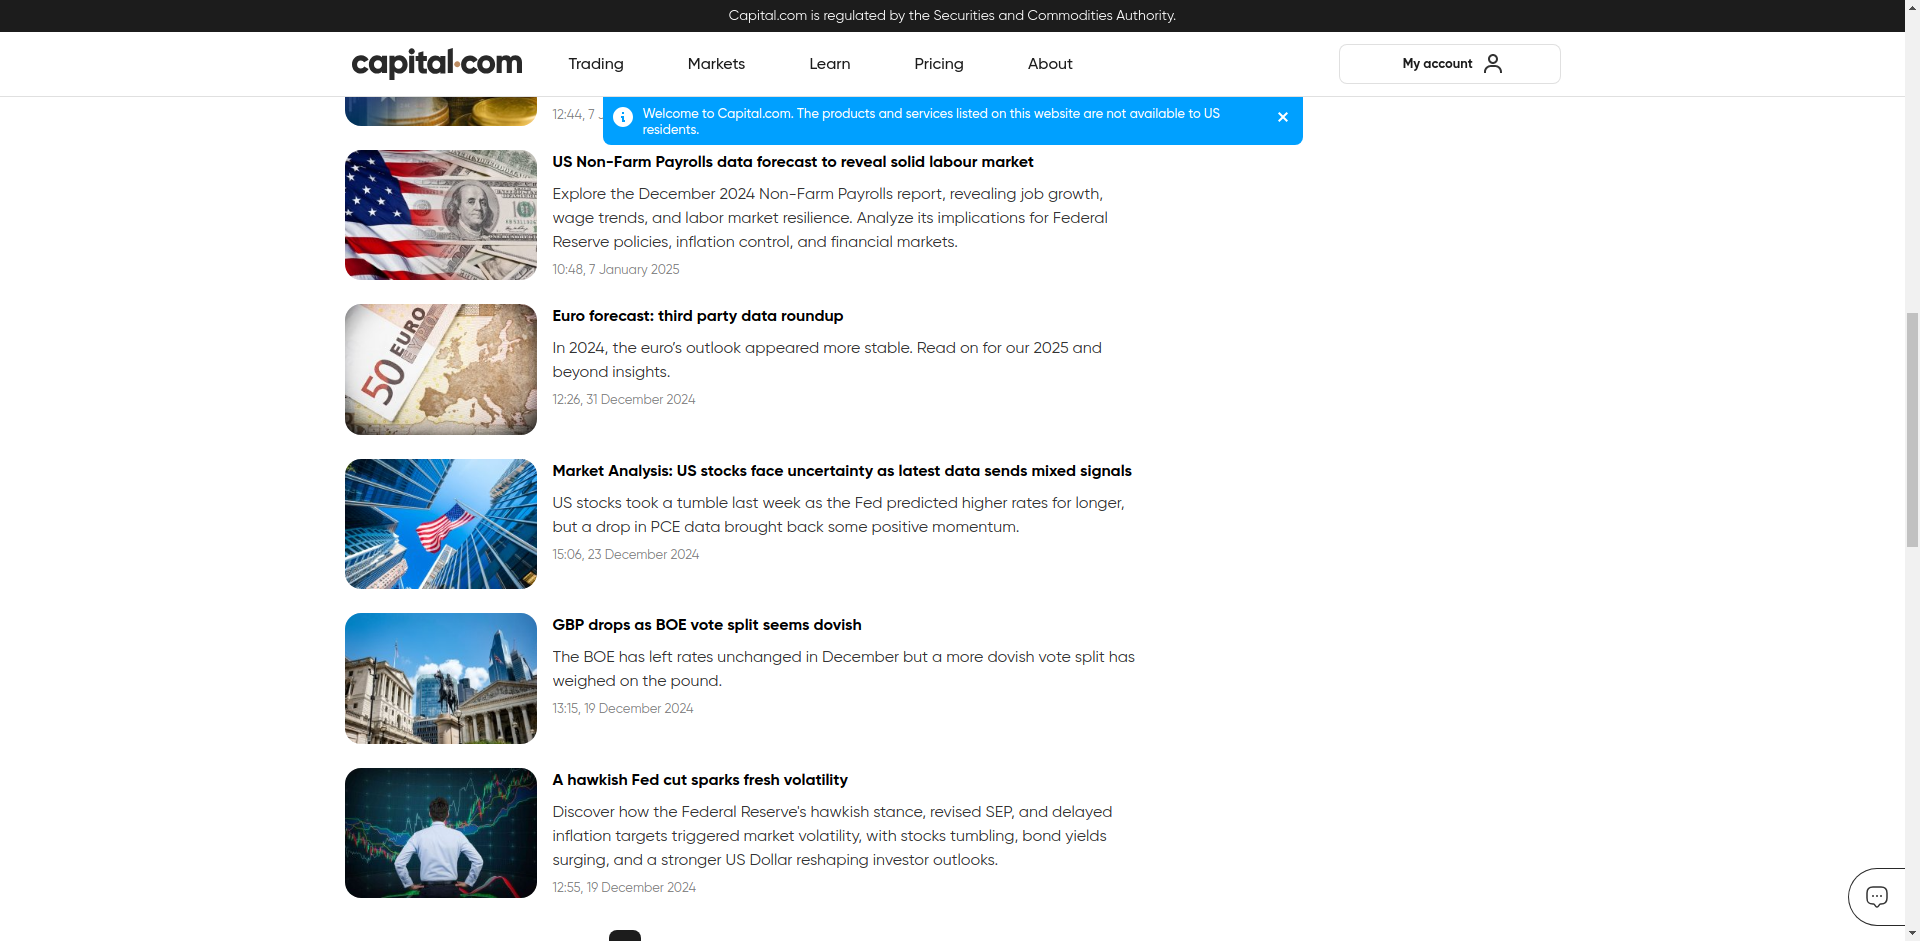 Capital.com is regulated by the Securities and Commodities Authority.
capital.com
Trading
Markets
Learn
Pricing
About
My account
12:44, 7
Welcome to Capital.com. The products and services listed on this website are not available to US
residents.
US Non-Farm Payrolls data forecast to reveal solid labour market
Explore the December 2024 Non-Farm Payrolls report, revealing job growth,
wage trends, and labor market resilience. Analyze its implications for Federal
Reserve policies, inflation control, and financial markets.
10:48, 7 January 2025
50 EURO
Euro forecast: third party data roundup
In 2024, the euro’s outlook appeared more stable. Read on for our 2025 and
beyond insights.
12:26, 31 December 2024
Market Analysis: US stocks face uncertainty as latest data sends mixed signals
US stocks took a tumble last week as the Fed predicted higher rates for longer,
but a drop in PCE data brought back some positive momentum.
15:06, 23 December 2024
GBP drops as BOE vote split seems dovish
The BOE has left rates unchanged in December but a more dovish vote split has
weighed on the pound.
13:15, 19 December 2024
A hawkish Fed cut sparks fresh volatility
Discover how the Federal Reserve's hawkish stance, revised SEP, and delayed
inflation targets triggered market volatility, with stocks tumbling, bond yields
surging, and a stronger US Dollar reshaping investor outlooks.
12:55, 19 December 2024